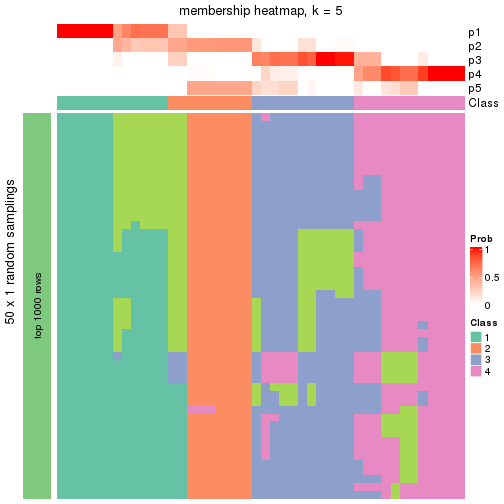 membership heatmap, k = 5
p1
p2
p3
p4
p5
Class
50 x 1 random samplings
top 1000 rows
Prob
1
0.5
0
Class
1
2
3
4